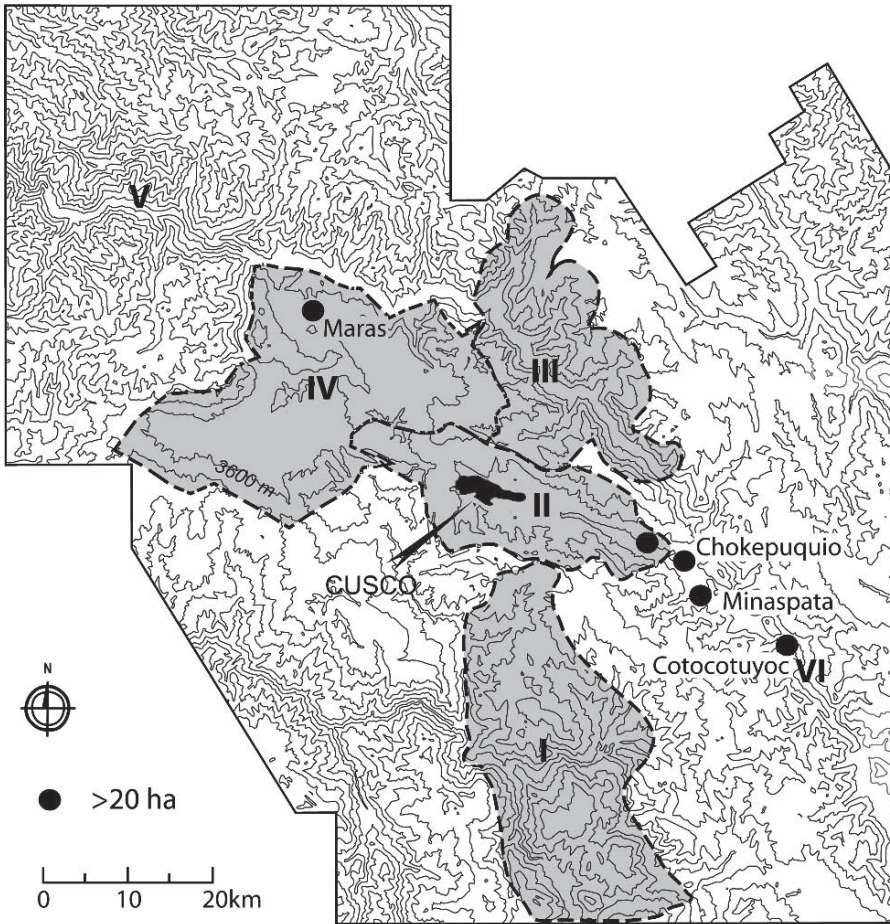 V
Maras
III
IV
3600 m
II
Chokepuquio
CUSCO
Minaspata
Cotocotuyoc VI
N
I
>20 ha
0 10 20km